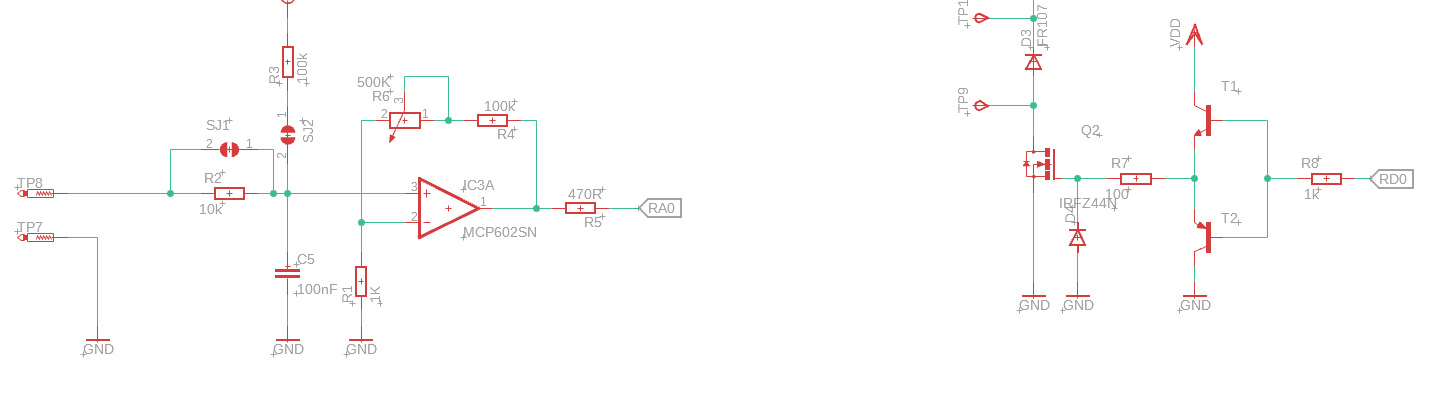 TP1
D3
FR107
VDD
R3
100k
500K
R6
3
2
1
100k
R4
TP9
T1
SJ1
2
1
1
SJ2
2
Q2
R7
100
R8
1k
RD0
TP8
R2
10k
3
IC3A
1
2
MCP602SN
470R
R5
RA0
IRFZ44N
D4
T2
TP7
C5
100nF
R1
1K
GND
GND
GND
GND
GND
GND